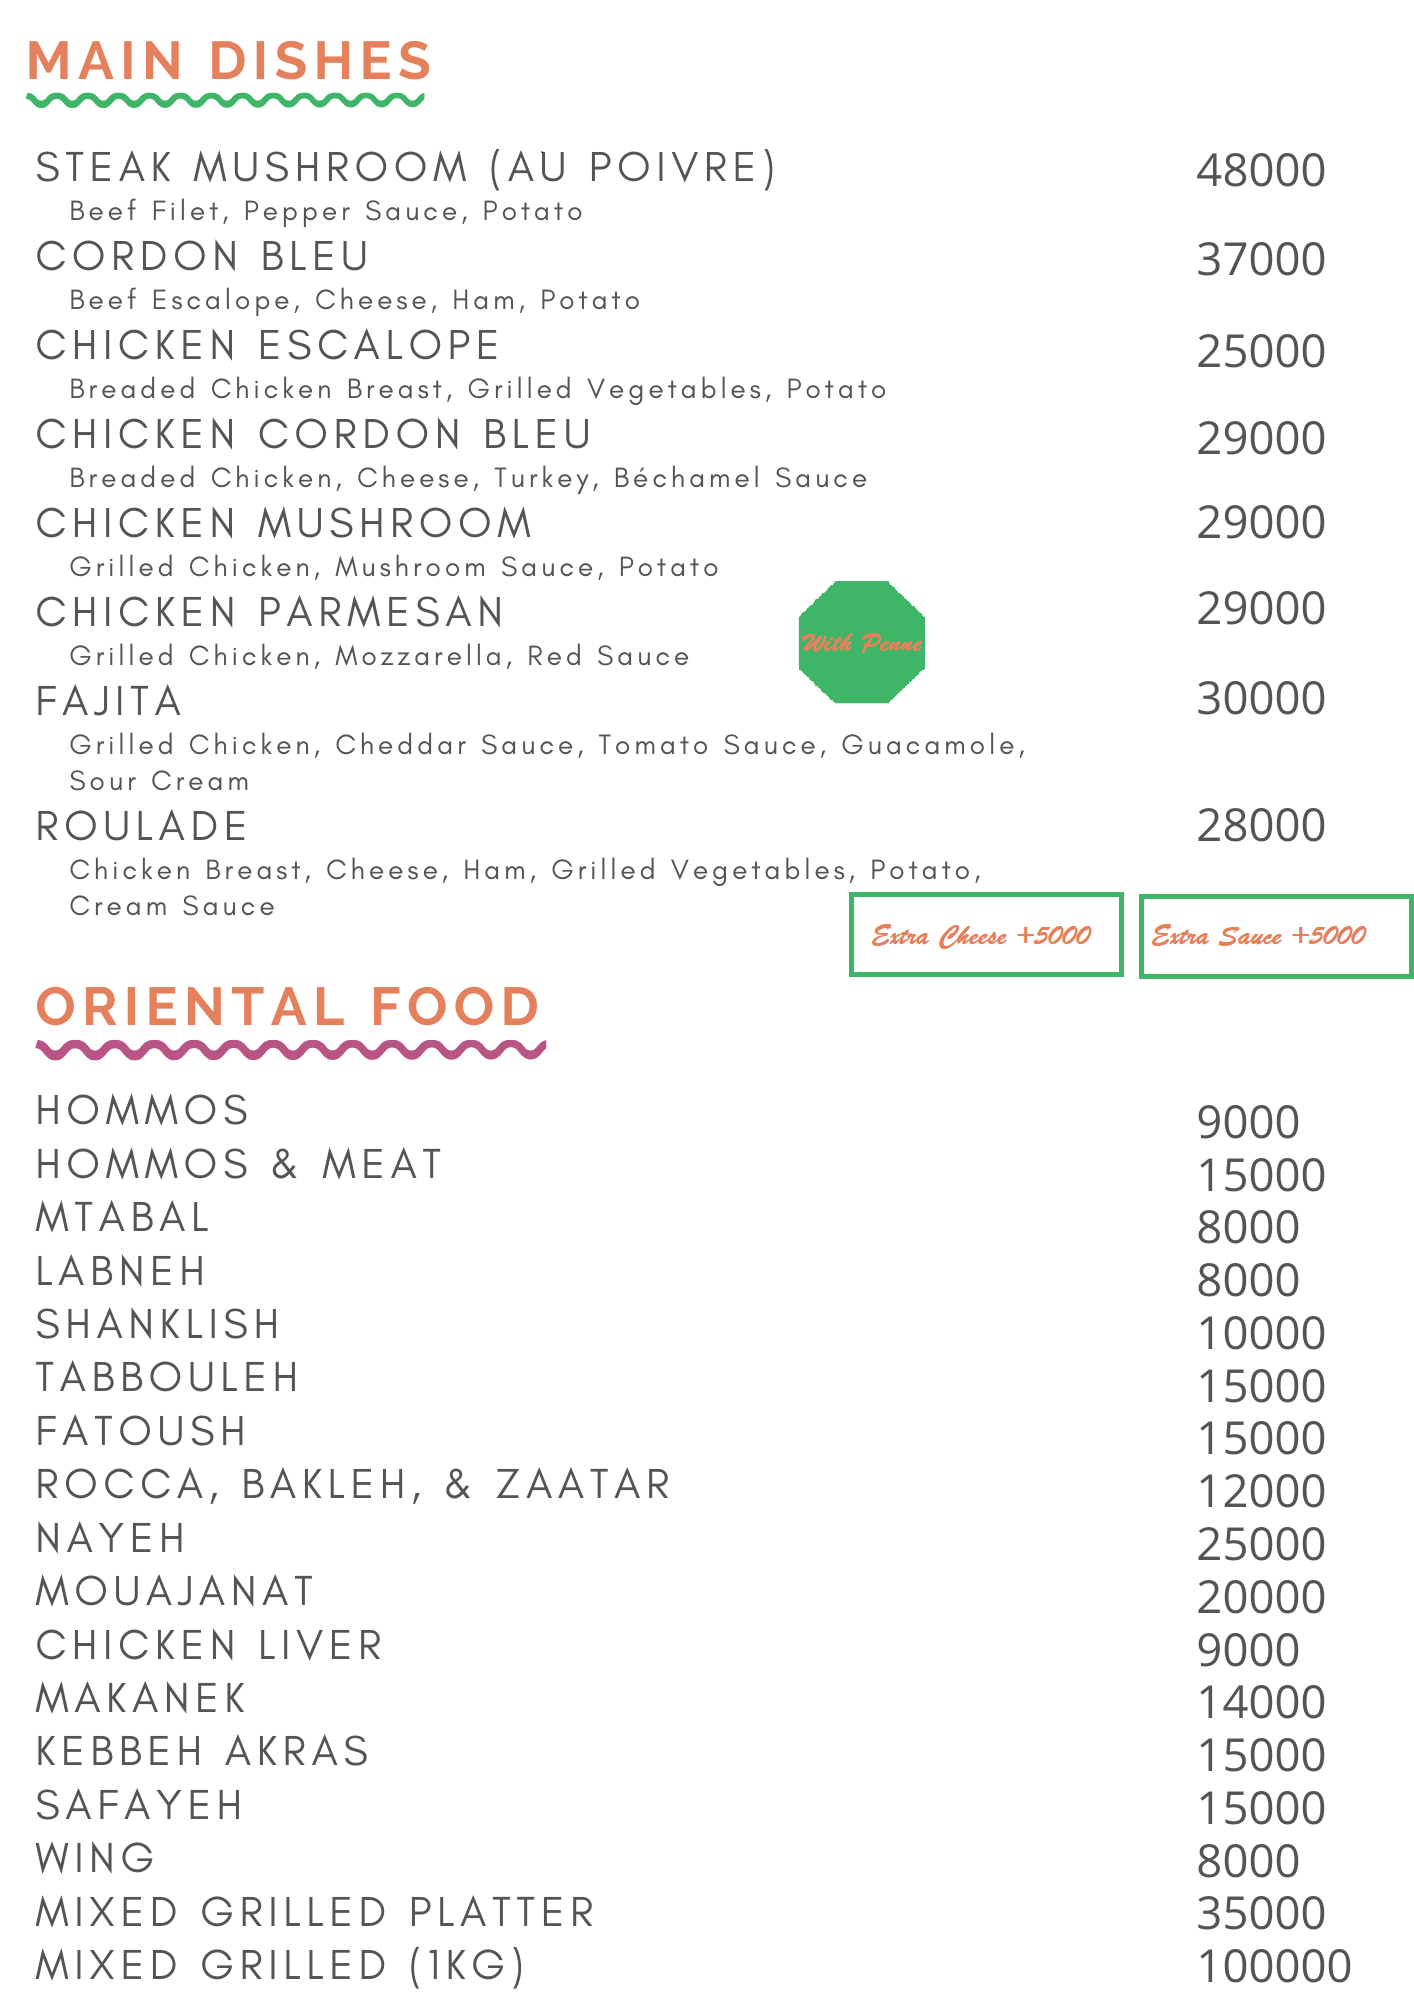 MAIN DISHES
STEAK MUSHROOM (AU POIVRE) 48000
Beef Filet, Pepper Sauce, Potato
CORDON BLEU 37000
Beef Escalope, Cheese, Ham, Potato
CHICKEN ESCALOPE 25000
Breaded Chicken Breast, Grilled Vegetables, Potato
CHICKEN CORDON BLEU 29000
Breaded Chicken, Cheese, Turkey, Béchamel Sauce
CHICKEN MUSHROOM 29000
Grilled Chicken, Mushroom Sauce, Potato
CHICKEN PARMESAN 29000
With Penne
Grilled Chicken, Mozzarella, Red Sauce
FAJITA 30000
Grilled Chicken, Cheddar Sauce, Tomato Sauce, Guacamole,
Sour Cream
ROULADE 28000
Chicken Breast, Cheese, Ham, Grilled Vegetables, Potato,
Cream Sauce
Extra Cheese +5000
Extra Sauce +5000
ORIENTAL FOOD
HOMMOS 9000
HOMMOS & MEAT 15000
MTABAL 8000
LABNEH 8000
SHANKLISH 10000
TABBOULEH 15000
FATOUSH 15000
ROCCA, BAKLEH, & ZAATAR 12000
NAYEH 25000
MOUAJANAT 20000
CHICKEN LIVER 9000
MAKANEK 14000
KEBBEH AKRAS 15000
SAFAYEH 15000
WING 8000
MIXED GRILLED PLATTER 35000
MIXED GRILLED (1KG) 100000